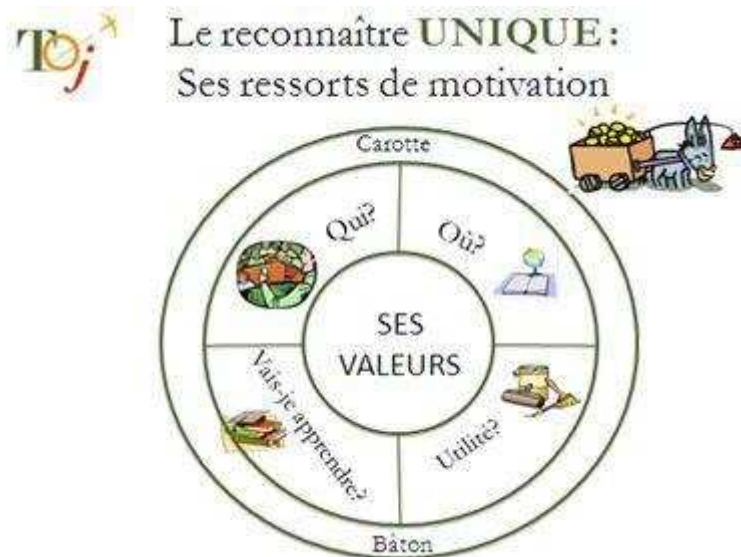 TOj
Le reconnaître UNIQUE :
Ses ressorts de motivation
Carotte
Qui?
Où?
SES
VALEURS
Vais-je apprendre?
Utilité?
Bâton